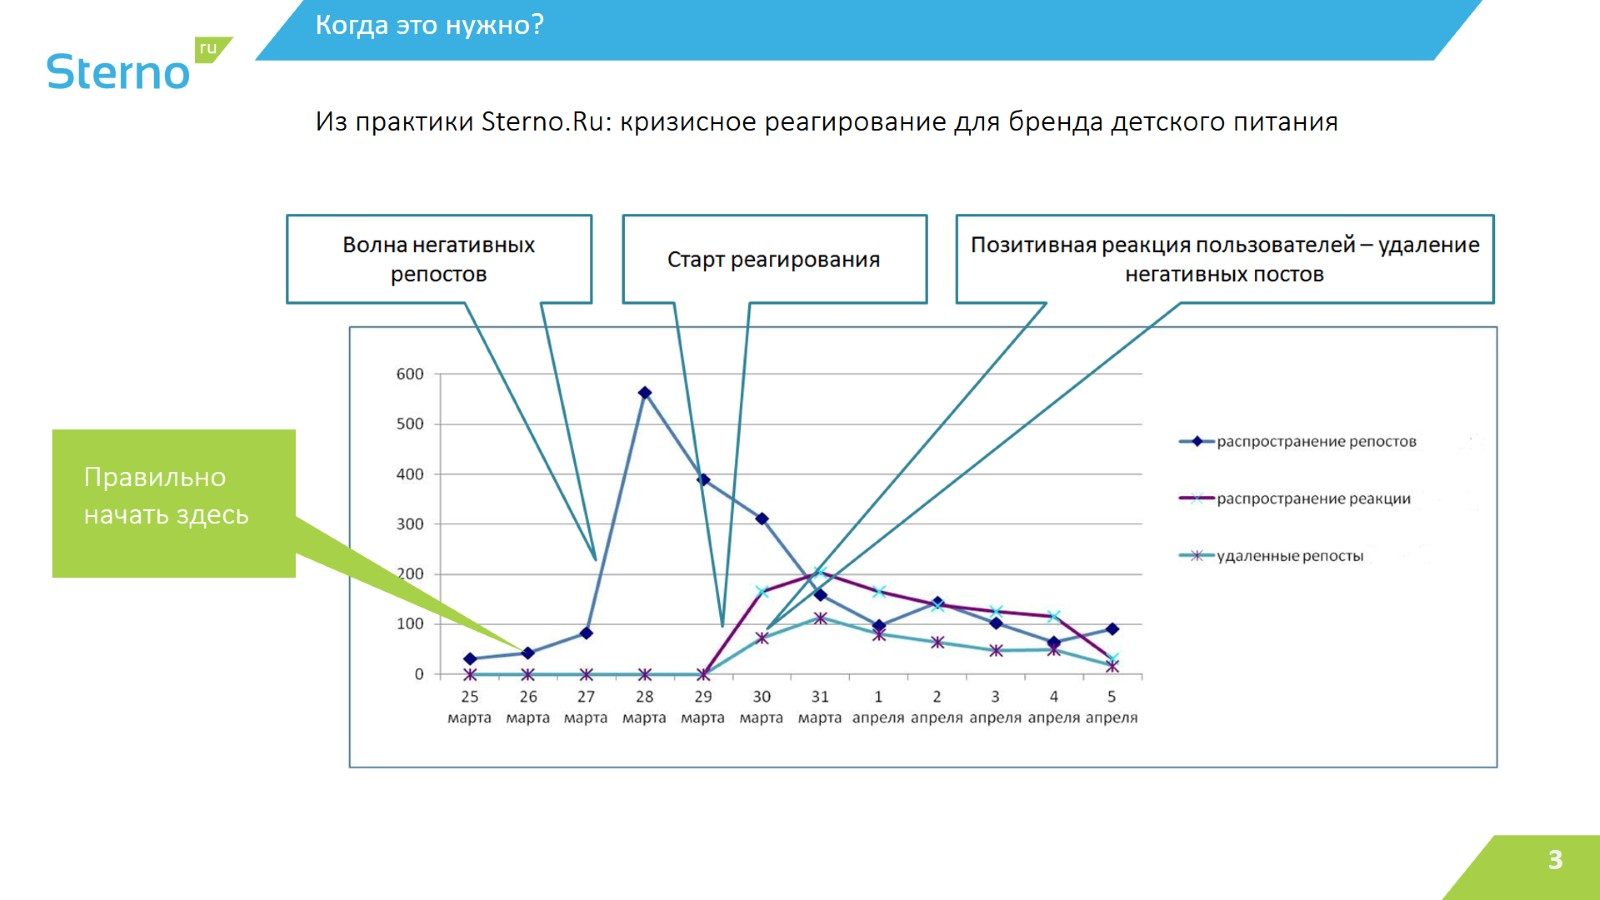 Когда это нужно?
Sterno
ru
Из практики Sterno.Ru: кризисное реагирование для бренда детского питания
Волна негативных
репостов
Старт реагирования
Позитивная реакция пользователей – удаление
негативных постов
Правильно
начать здесь
600
500
400
300
200
100
0
25 26 27 28 29 30 31 1 2 3 4 5
марта марта марта марта марта марта марта апреля апреля апреля апреля апреля
распространение репостов
распространение реакции
удаленные репосты
3